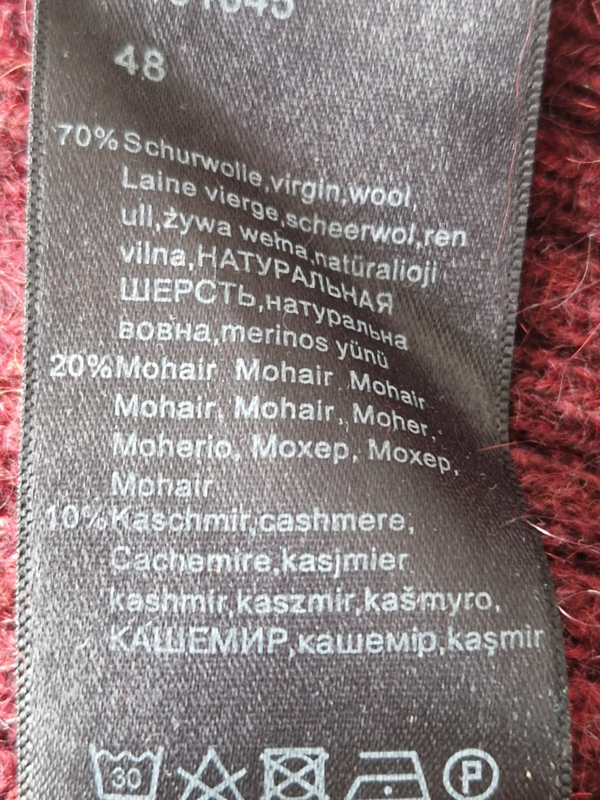 48
70% Schurwolle,virgin,wool,
Laine vierge,scheerwol,ren
ull,żywa wełna,natūralioji
vilna,НАТУРАЛЬНАЯ
ШЕРСТЬ,натуральна
вовна,merinos yünü
20% Mohair Mohair Mohair
Mohair, Mohair, Moher,
Moherio, Мохер, Мохер,
Mohair
10% Kaschmir,cashmere,
Cachemire,kasjmier
kashmir,kaszmir,kašmyro,
КАШЕМИР,кашемір,kaşmir
30 P